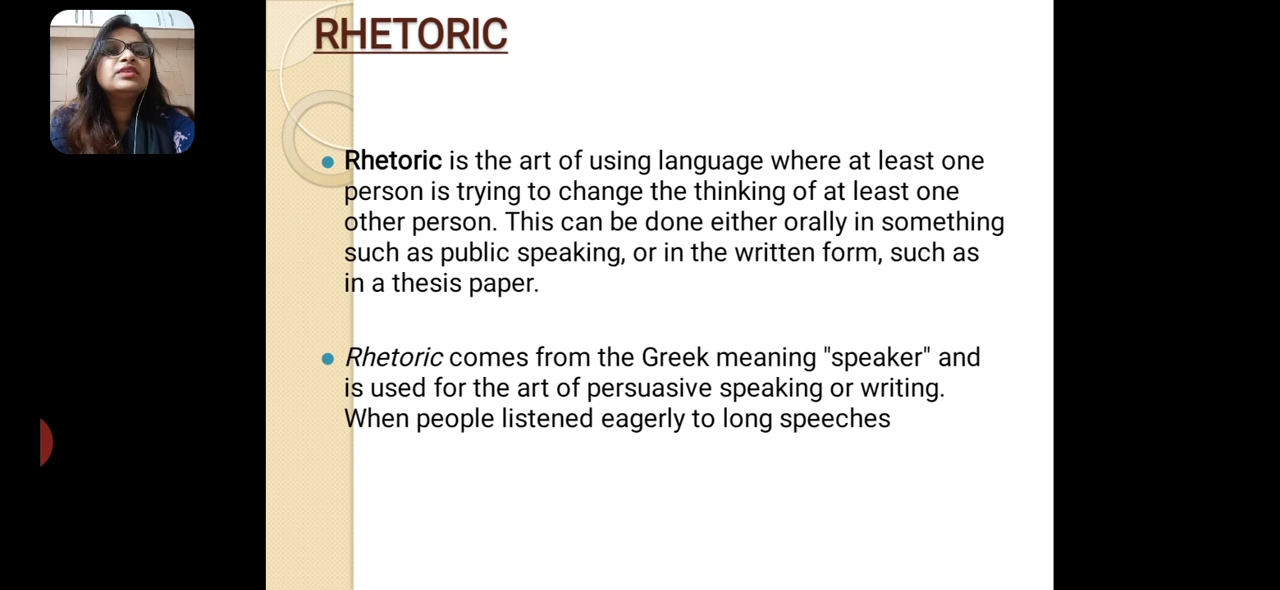 RHETORIC
Rhetoric is the art of using language where at least one
person is trying to change the thinking of at least one
other person. This can be done either orally in something
such as public speaking, or in the written form, such as
in a thesis paper.
Rhetoric comes from the Greek meaning "speaker" and
is used for the art of persuasive speaking or writing.
When people listened eagerly to long speeches